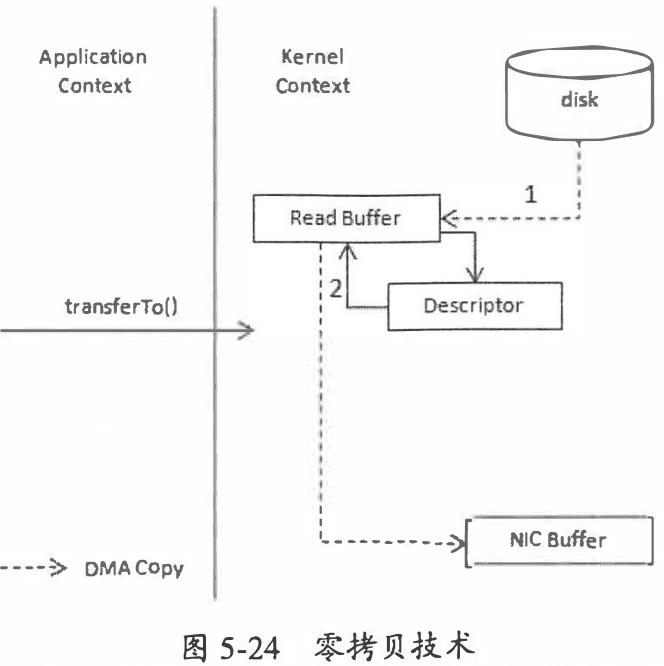 Application
Context
Kernel
Context
disk
1
Read Buffer
2
Descriptor
transferTo()
NIC Buffer
DMA Copy
图 5-24 零拷贝技术